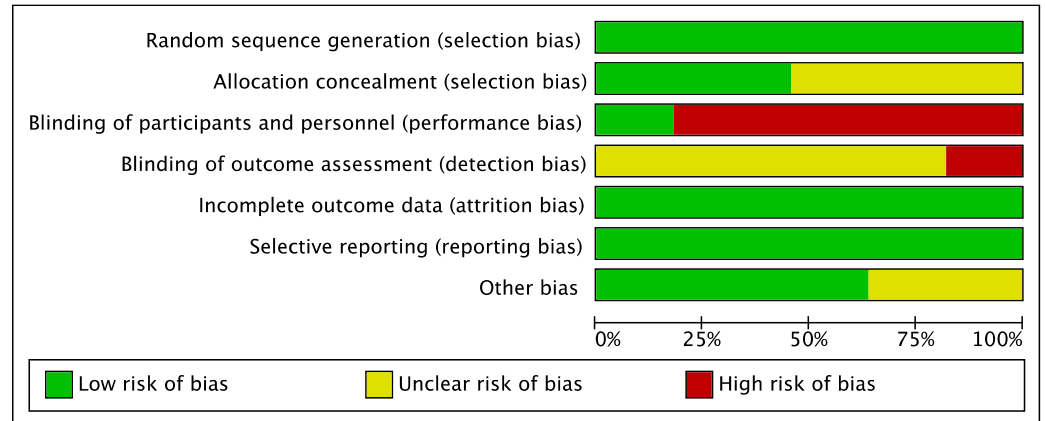 Random sequence generation (selection bias)
Allocation concealment (selection bias)
Blinding of participants and personnel (performance bias)
Blinding of outcome assessment (detection bias)
Incomplete outcome data (attrition bias)
Selective reporting (reporting bias)
Other bias
0% 25% 50% 75% 100%
Low risk of bias Unclear risk of bias High risk of bias